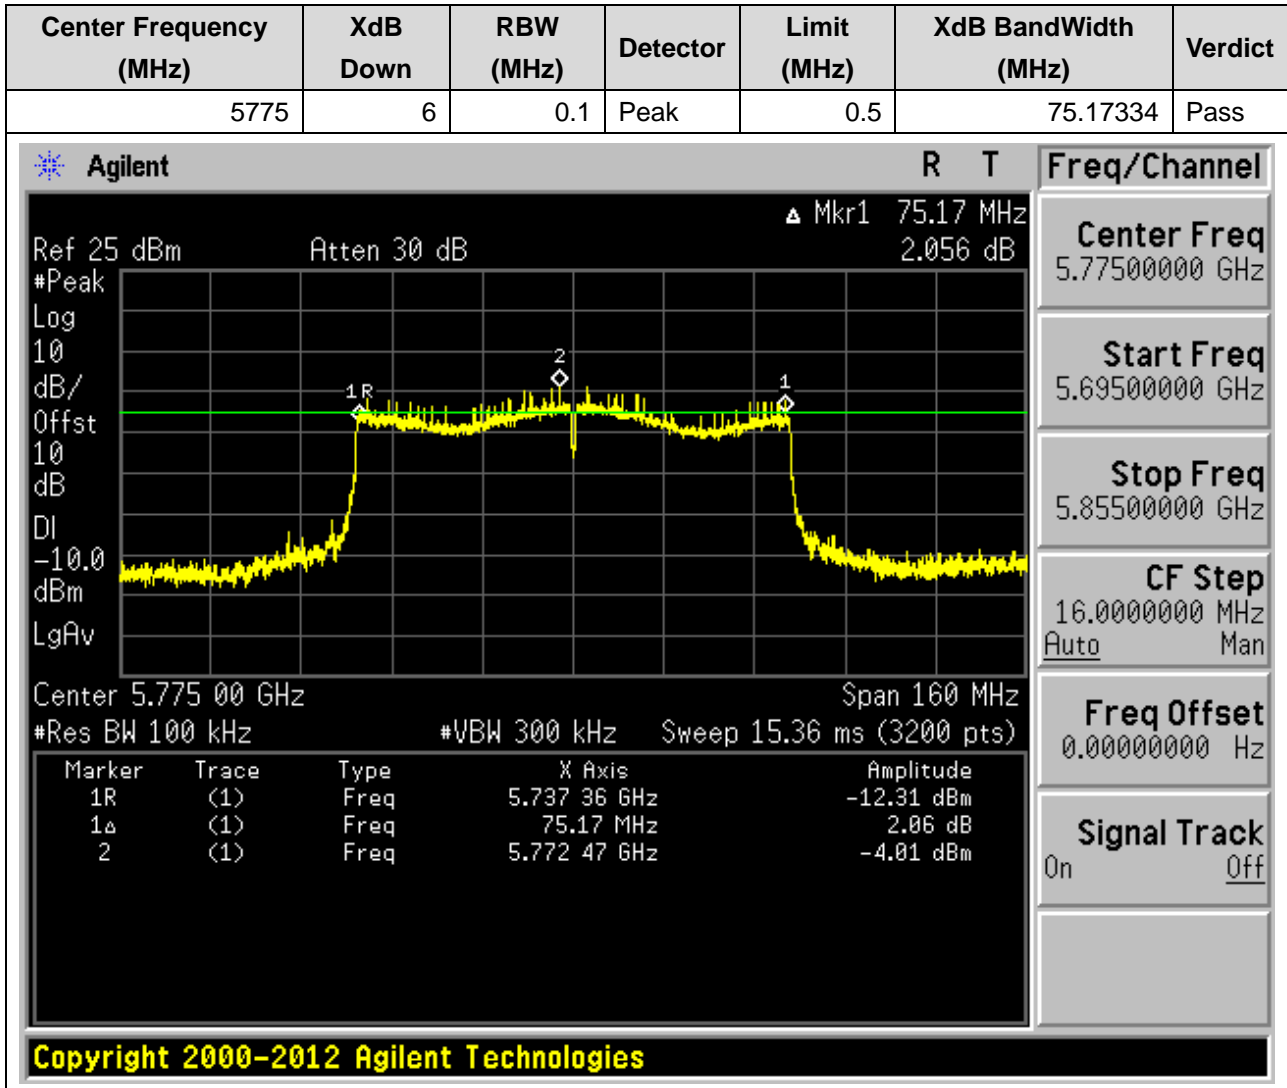 Center Frequency (MHz) XdB Down RBW (MHz) Detector Limit (MHz) XdB BandWidth (MHz) Verdict
5775 6 0.1 Peak 0.5 75.17334 Pass
Agilent R T
Δ Mkr1 75.17 MHz
Ref 25 dBm Atten 30 dB 2.056 dB
#Peak
Log
10
dB/
Offst
10
dB
DI
-10.0
dBm
LgAv
1R
2
1
Center 5.775 00 GHz Span 160 MHz
#Res BW 100 kHz #VBW 300 kHz Sweep 15.36 ms (3200 pts)
Marker Trace Type X Axis Amplitude
1R (1) Freq 5.737 36 GHz -12.31 dBm
1Δ (1) Freq 75.17 MHz 2.06 dB
2 (1) Freq 5.772 47 GHz -4.01 dBm
Freq/Channel
Center Freq
5.77500000 GHz
Start Freq
5.69500000 GHz
Stop Freq
5.85500000 GHz
CF Step
16.0000000 MHz
Auto Man
Freq Offset
0.00000000 Hz
Signal Track
On Off
Copyright 2000-2012 Agilent Technologies